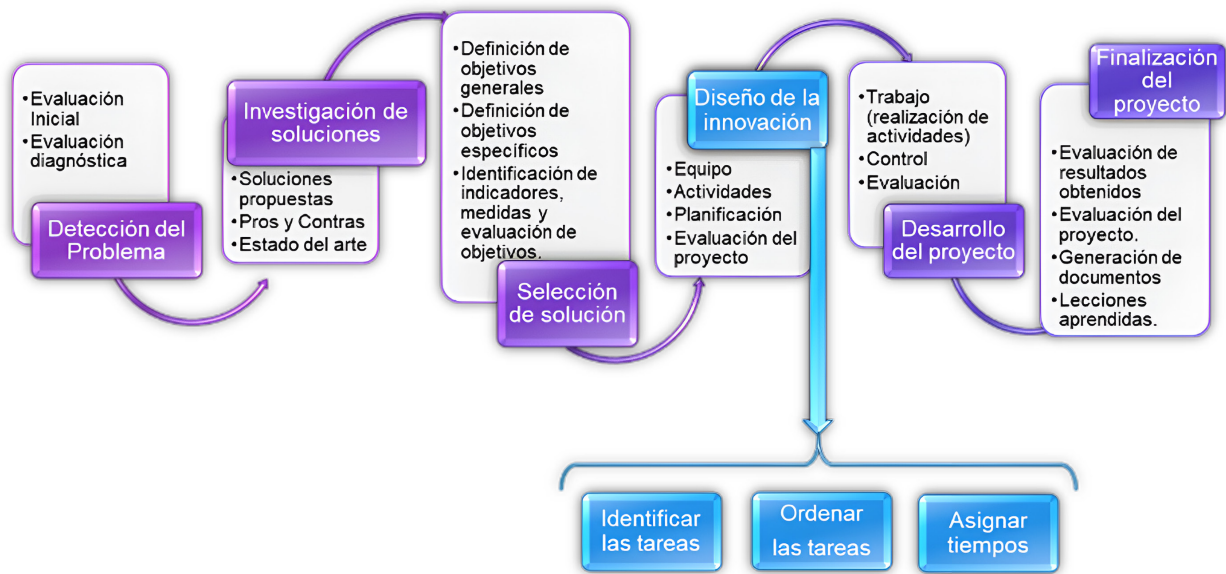 •Evaluación
Inicial
•Evaluación
diagnóstica
Detección del
Problema
Investigación de
soluciones
•Soluciones
propuestas
•Pros y Contras
•Estado del arte
•Definición de
objetivos
generales
•Definición de
objetivos
específicos
•Identificación de
indicadores,
medidas y
evaluación de
objetivos.
Selección
de solución
Diseño de la
innovación
•Equipo
•Actividades
•Planificación
•Evaluación del
proyecto
•Trabajo
(realización de
actividades)
•Control
•Evaluación
Desarrollo
del proyecto
Finalización
del
proyecto
•Evaluación de
resultados
obtenidos
•Evaluación del
proyecto.
•Generación de
documentos
•Lecciones
aprendidas.
Identificar
las tareas
Ordenar
las tareas
Asignar
tiempos